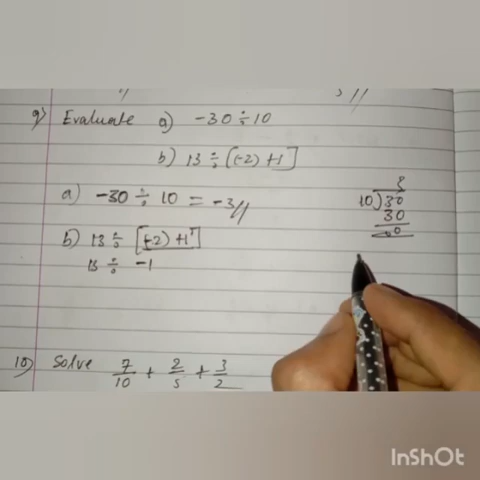 9) Evaluate a) -30 ÷ 10
b) 13 ÷ [(-2) +1]
a) -30 ÷ 10 = -3//
b) 13 ÷ [(-2) +1]
13 ÷ -1
3
10)30
30
00
10) Solve 7/10 + 2/5 + 3/2
InShOt